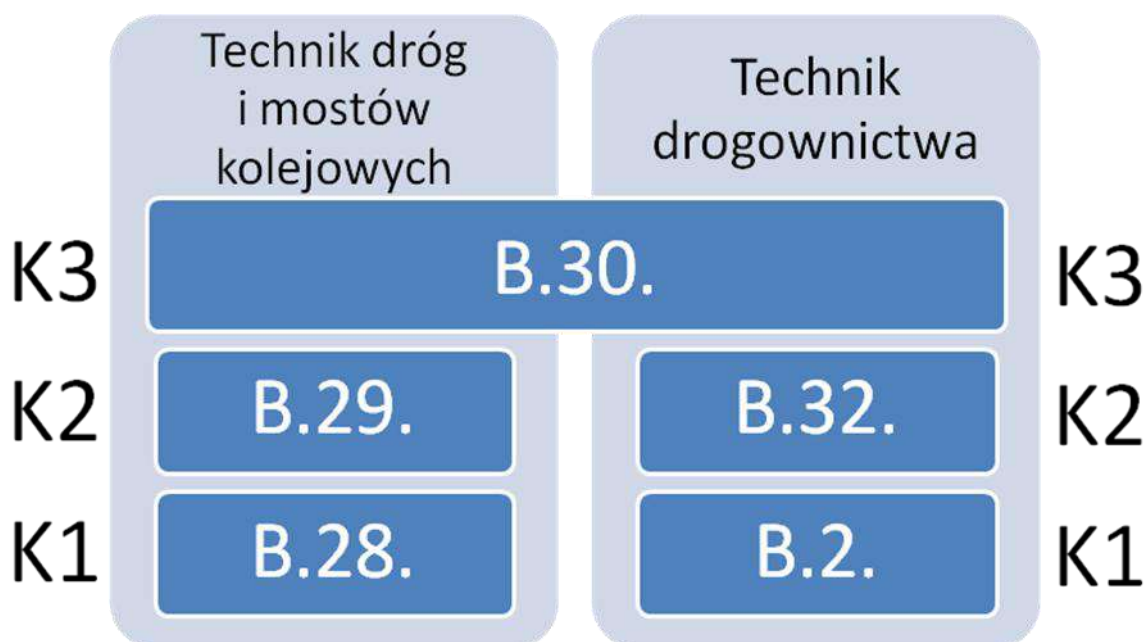 Technik dróg
i mostów
kolejowych
Technik
drogownictwa
K3
B.30.
K3
K2
B.29.
B.32.
K2
K1
B.28.
B.2.
K1